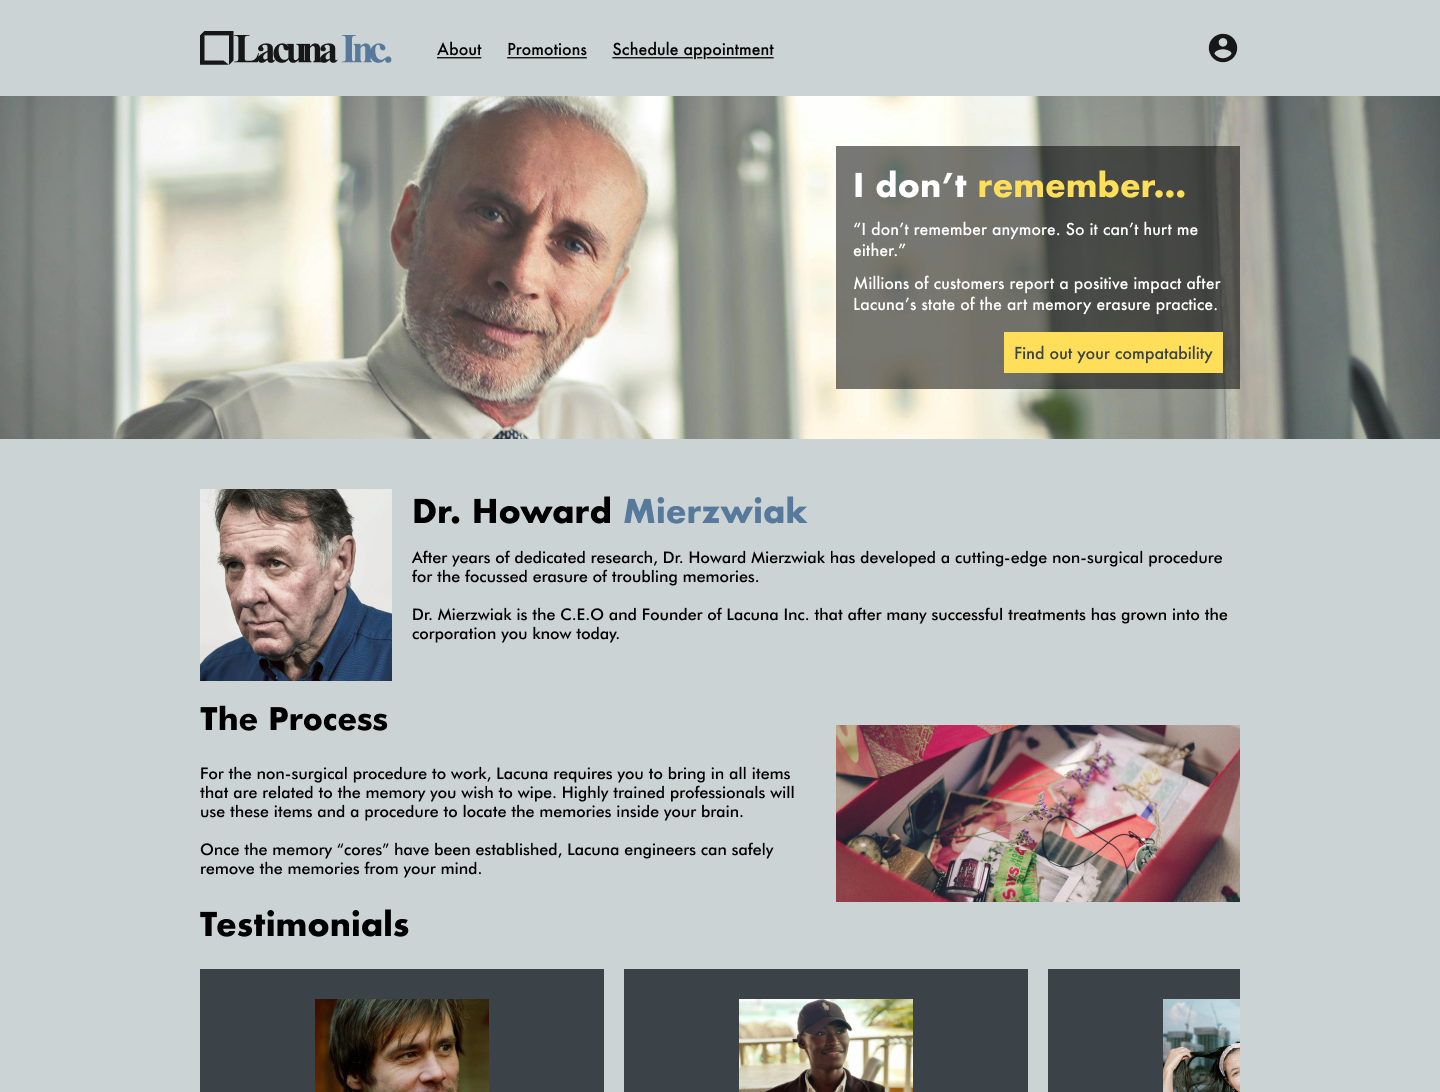 Lacuna Inc.
About
Promotions
Schedule appointment
I don’t remember...
“I don’t remember anymore. So it can’t hurt me
either.”
Millions of customers report a positive impact after
Lacuna’s state of the art memory erasure practice.
Find out your compatability
Dr. Howard Mierzwiak
After years of dedicated research, Dr. Howard Mierzwiak has developed a cutting-edge non-surgical procedure
for the focussed erasure of troubling memories.
Dr. Mierzwiak is the C.E.O and Founder of Lacuna Inc. that after many successful treatments has grown into the
corporation you know today.
The Process
For the non-surgical procedure to work, Lacuna requires you to bring in all items
that are related to the memory you wish to wipe. Highly trained professionals will
use these items and a procedure to locate the memories inside your brain.
Once the memory “cores” have been established, Lacuna engineers can safely
remove the memories from your mind.
Testimonials